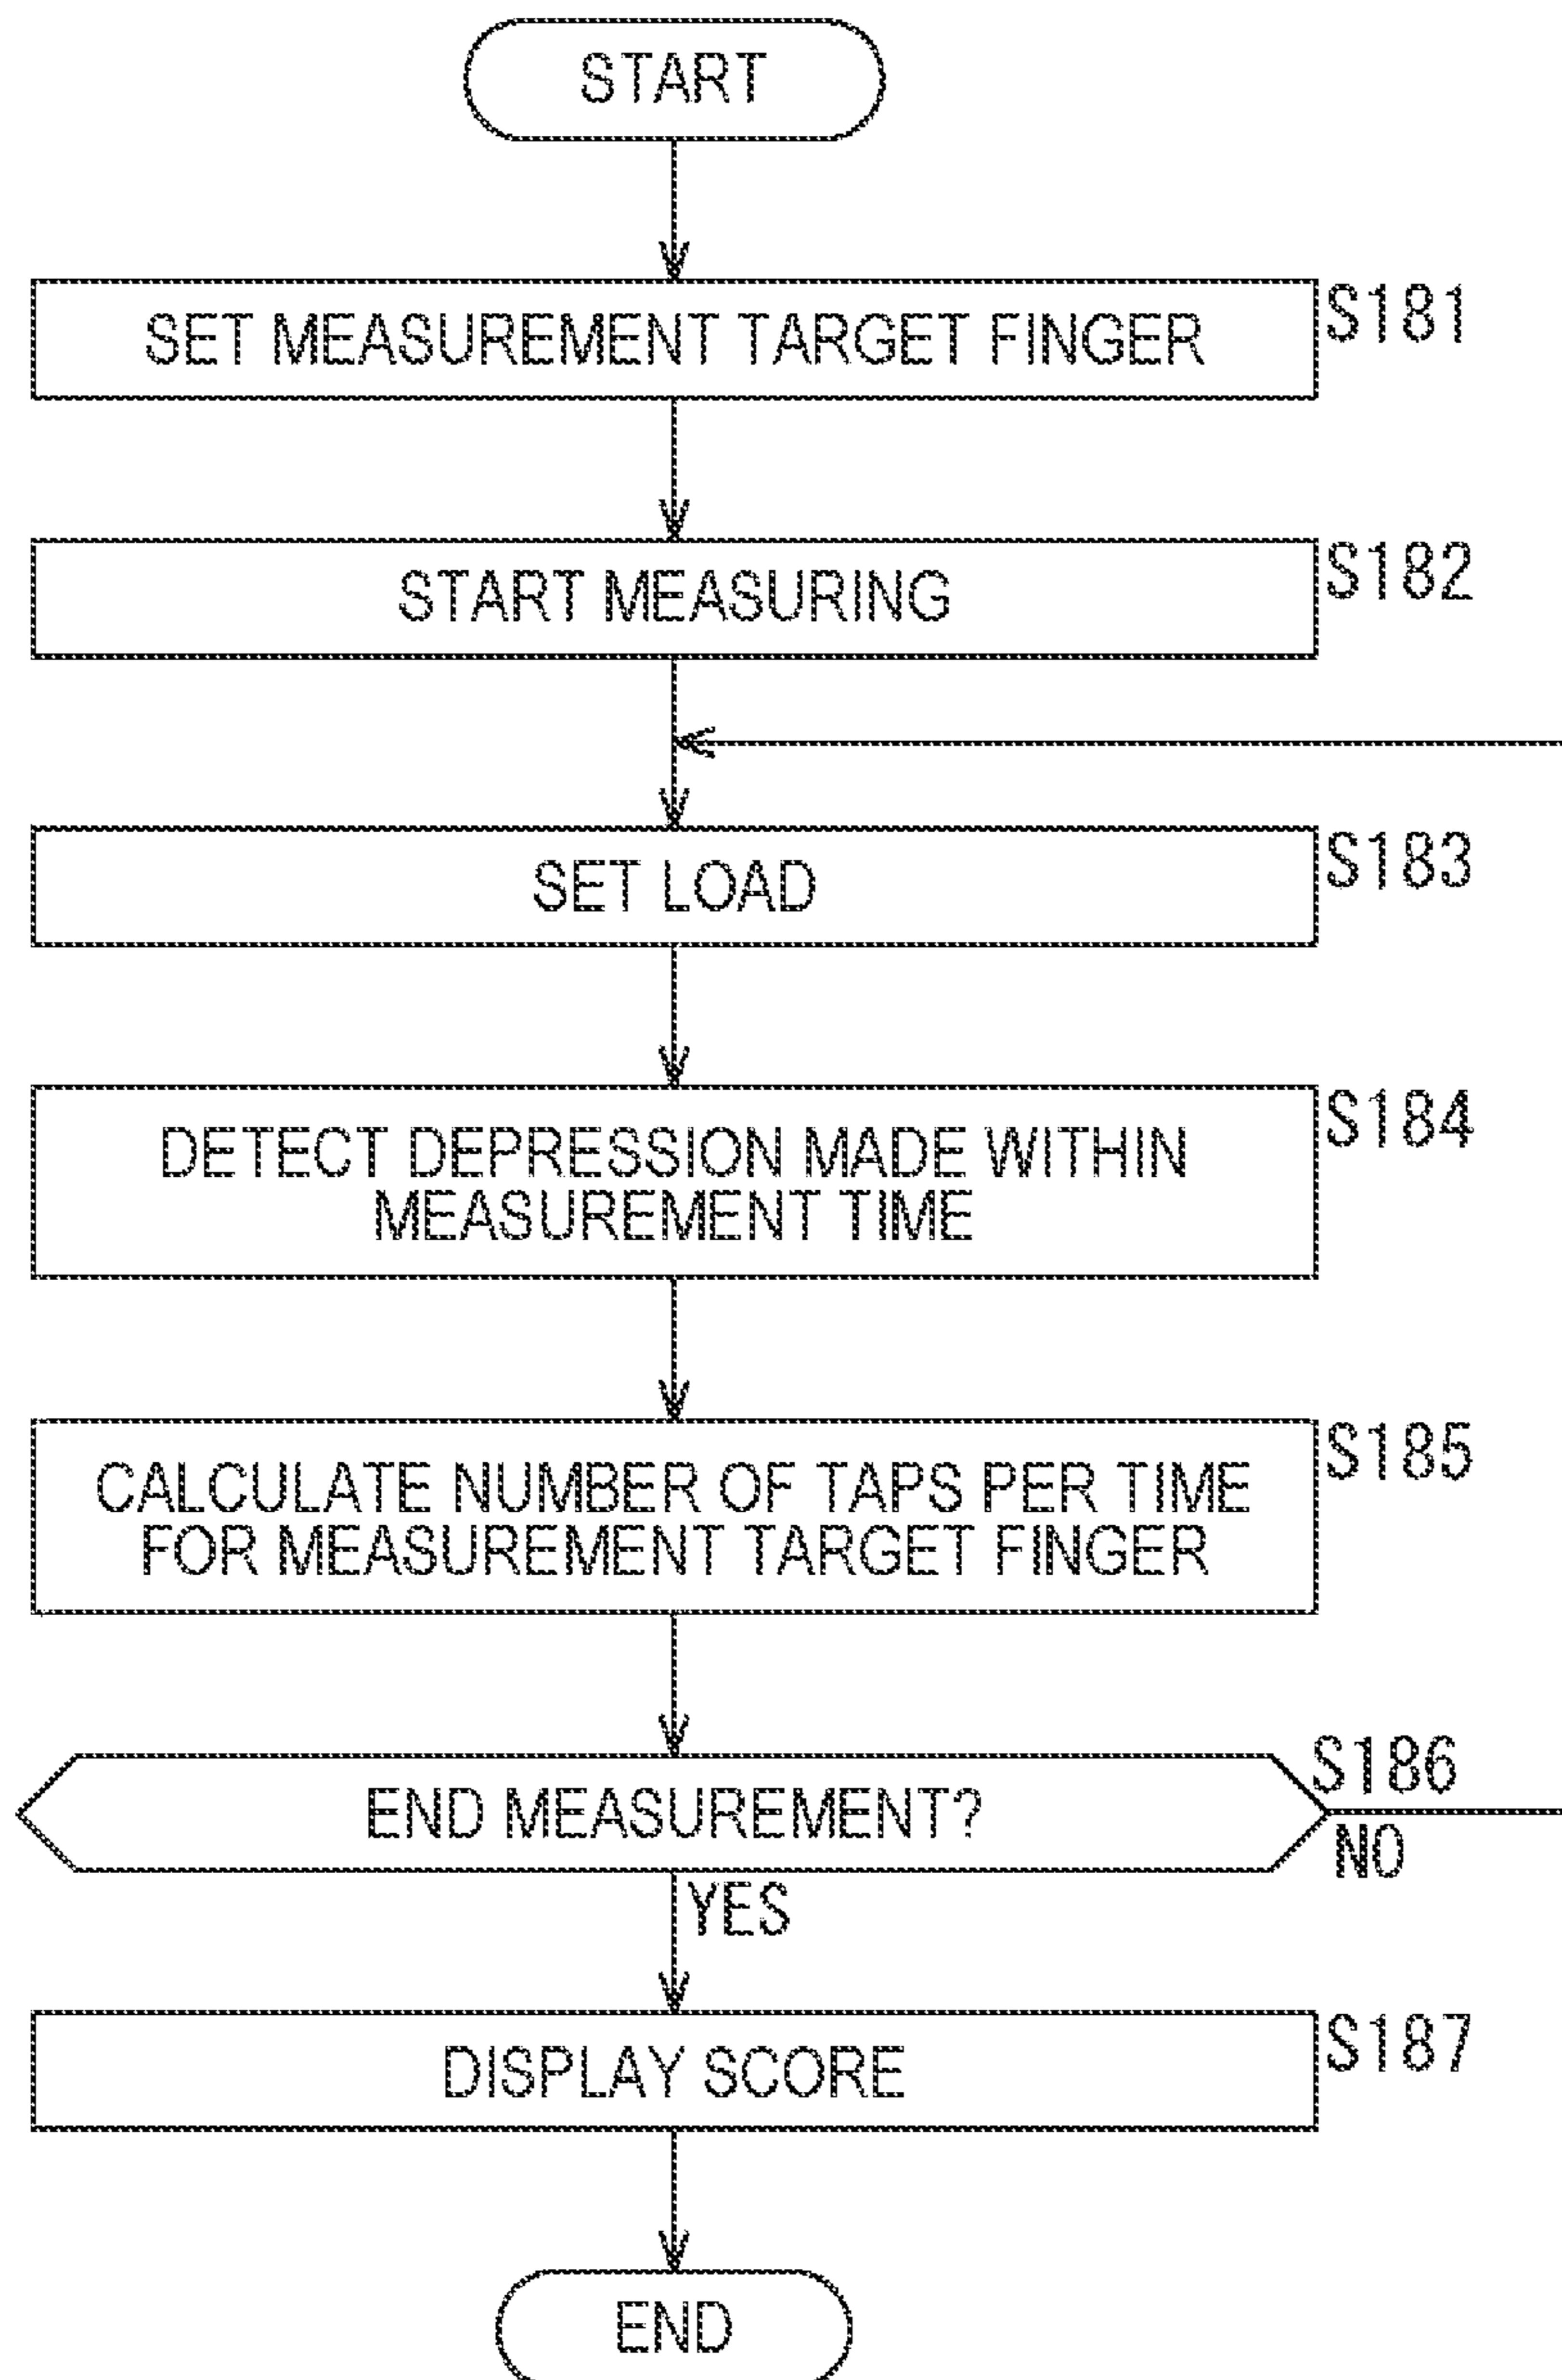 START
SET MEASUREMENT TARGET FINGER
S181
START MEASURING
S182
SET LOAD
S183
DETECT DEPRESSION MADE WITHIN
MEASUREMENT TIME
S184
CALCULATE NUMBER OF TAPS PER TIME
FOR MEASUREMENT TARGET FINGER
S185
END MEASUREMENT?
S186
NO
YES
DISPLAY SCORE
S187
END